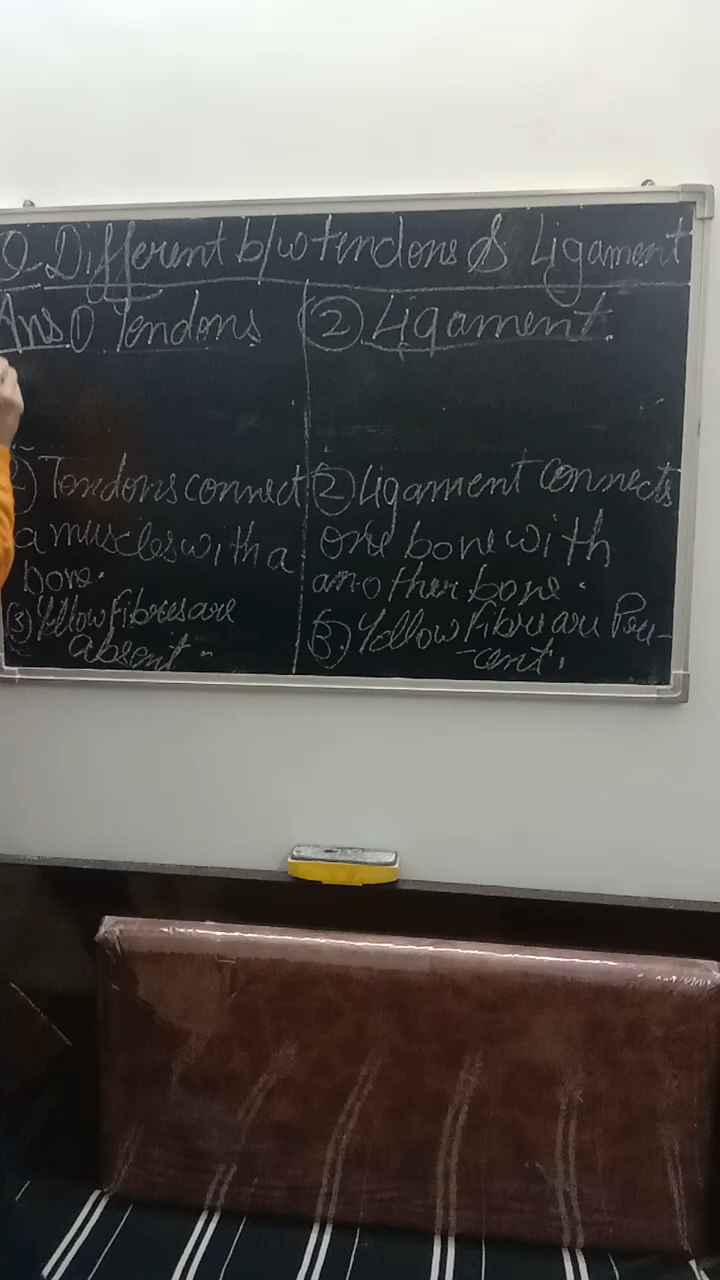 Q Different b/w tendons & Ligament
Ans ① Tendons
② Ligament
2) Tendons connect
a muscles with a
bone.
③ Yellow Fibres are
absent.
② Ligament connects
one bone with
another bone.
③ Yellow Fibre are Per-
-cent.